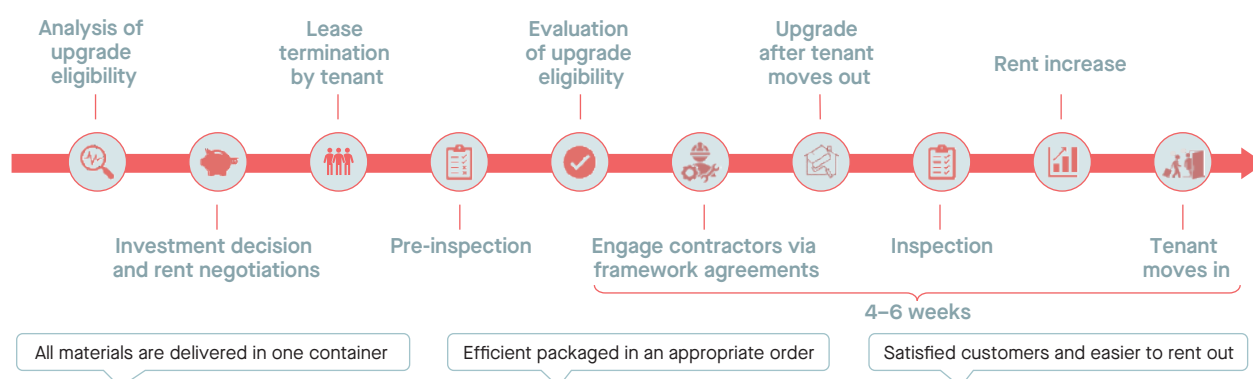 Analysis of
upgrade
eligibility
Lease
termination
by tenant
Evaluation
of upgrade
eligibility
Upgrade
after tenant
moves out
Rent increase
Investment decision
and rent negotiations
Pre-inspection
Engage contractors via
framework agreements
Inspection
Tenant
moves in
4–6 weeks
All materials are delivered in one container
Efficient packaged in an appropriate order
Satisfied customers and easier to rent out